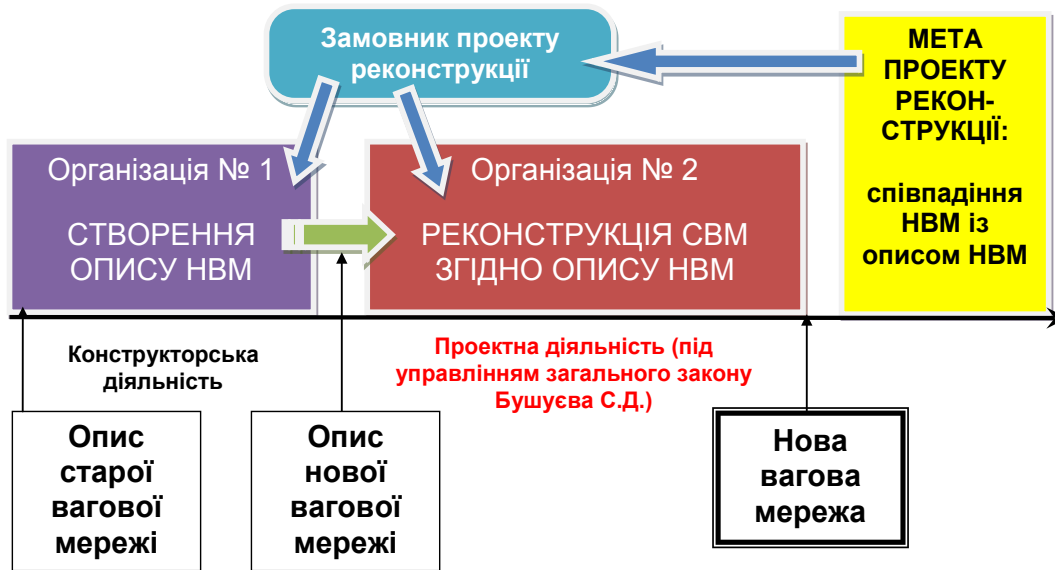 Замовник проекту
реконструкції
МЕТА
ПРОЕКТУ
РЕКОН-
СТРУКЦІЇ:
співпадіння
НВМ із
описом НВМ
Організація № 1
СТВОРЕННЯ
ОПИСУ НВМ
Організація № 2
РЕКОНСТРУКЦІЯ СВМ
ЗГІДНО ОПИСУ НВМ
Конструкторська
діяльність
Проектна діяльність (під
управлінням загального закону
Бушуєва С.Д.)
Опис
старої
вагової
мережі
Опис
нової
вагової
мережі
Нова
вагова
мережа